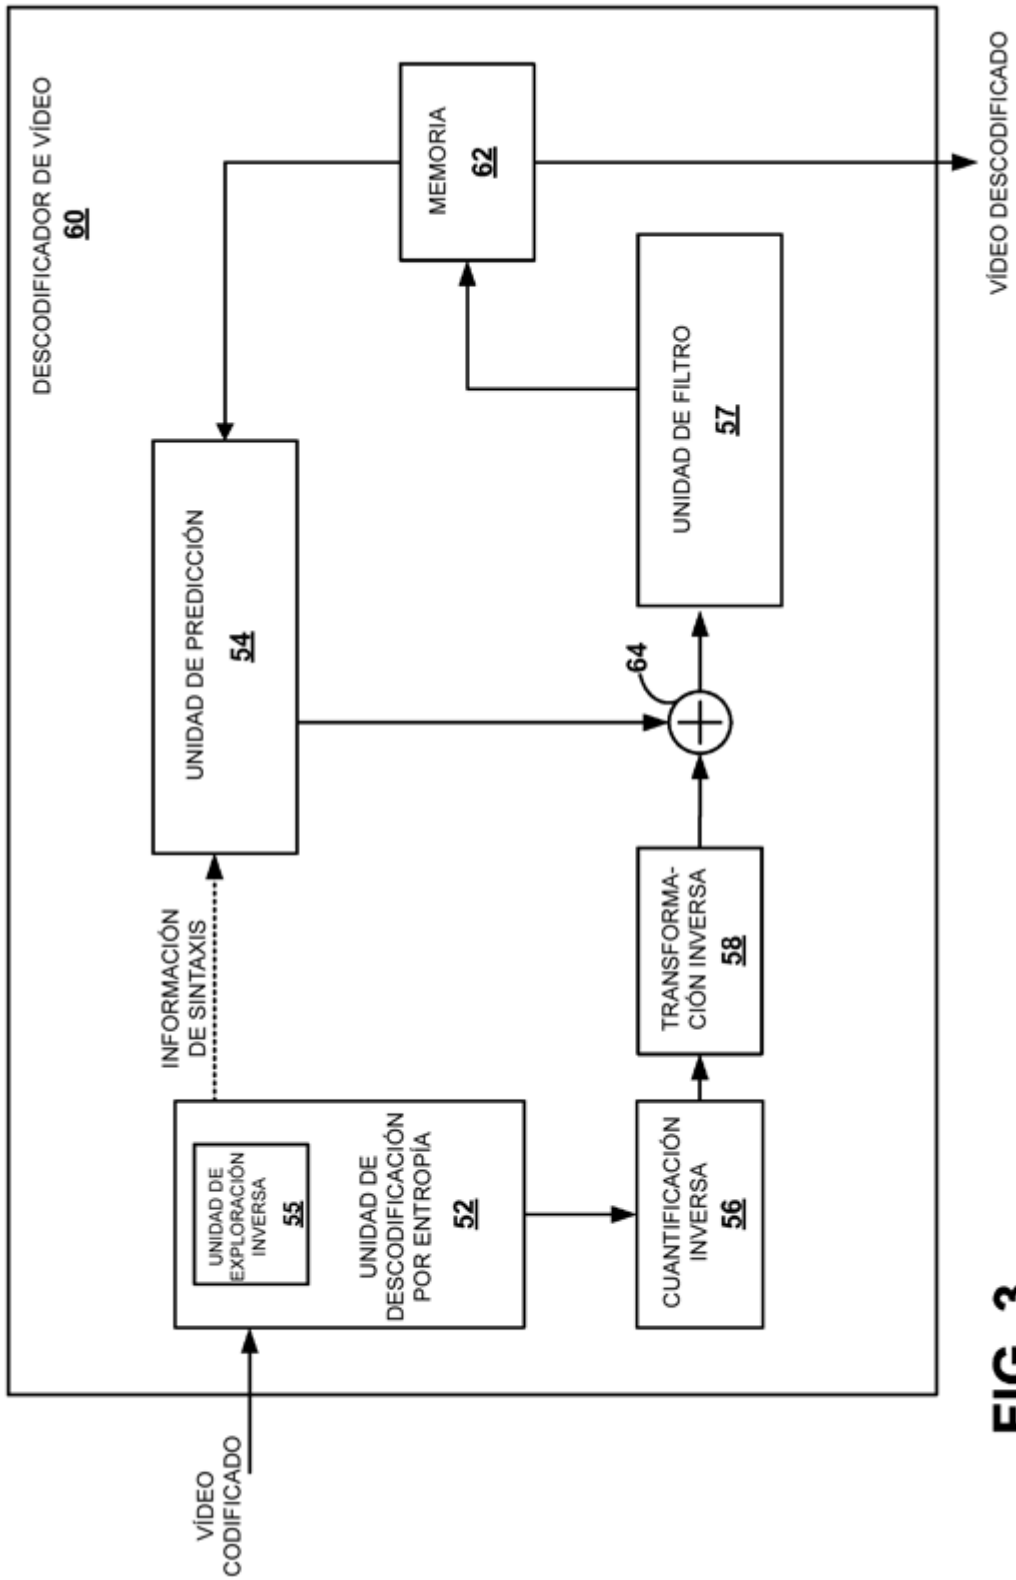 DESCODIFICADOR DE VÍDEO
60
VÍDEO
CODIFICADO
UNIDAD DE
EXPLORACIÓN
INVERSA
55
UNIDAD DE
DESCODIFICACIÓN
POR ENTROPÍA
52
INFORMACIÓN
DE SINTAXIS
UNIDAD DE PREDICCIÓN
54
MEMORIA
62
CUANTIFICACIÓN
INVERSA
56
TRANSFORMA-
CIÓN INVERSA
58
64
UNIDAD DE FILTRO
57
VÍDEO DESCODIFICADO
FIG. 3